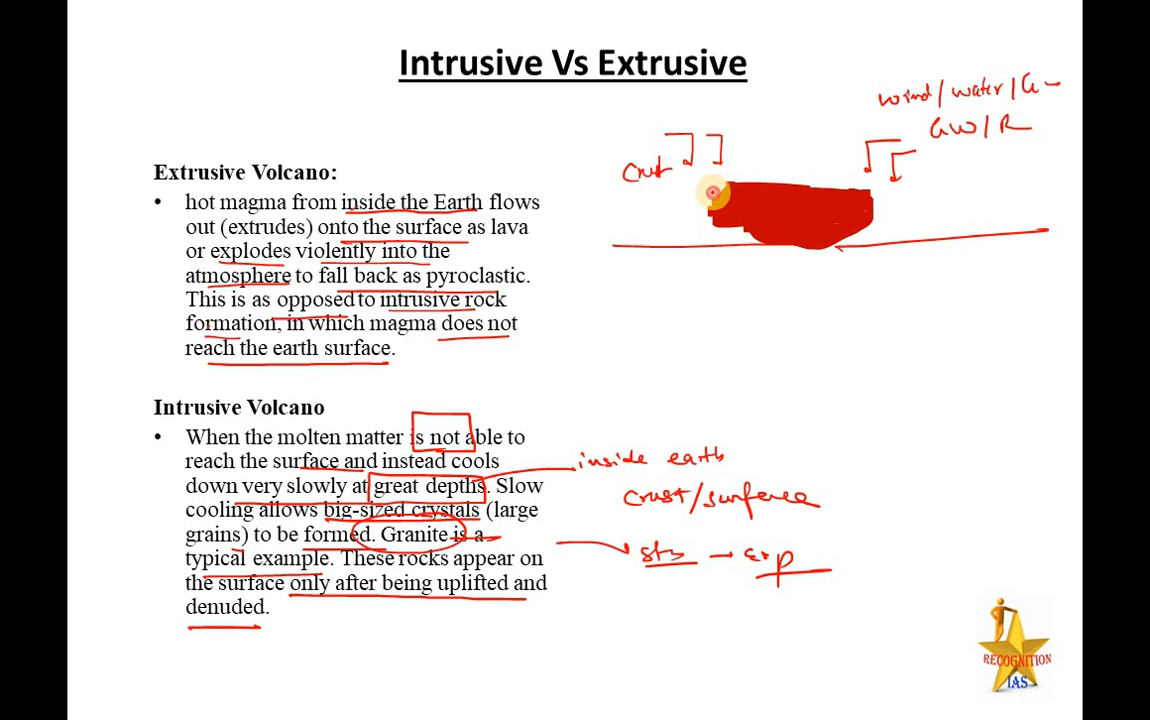 Intrusive Vs Extrusive
wind/water/G
GW/R
Crust
Extrusive Volcano:
• hot magma from inside the Earth flows
out (extrudes) onto the surface as lava
or explodes violently into the
atmosphere to fall back as pyroclastic.
This is as opposed to intrusive rock
formation, in which magma does not
reach the earth surface.
Intrusive Volcano
• When the molten matter is not able to
reach the surface and instead cools
down very slowly at great depths. Slow
cooling allows big-sized crystals (large
grains) to be formed. Granite is a
typical example. These rocks appear on
the surface only after being uplifted and
denuded.
inside earth
crust/surface
exp
RECOGNITION
IAS